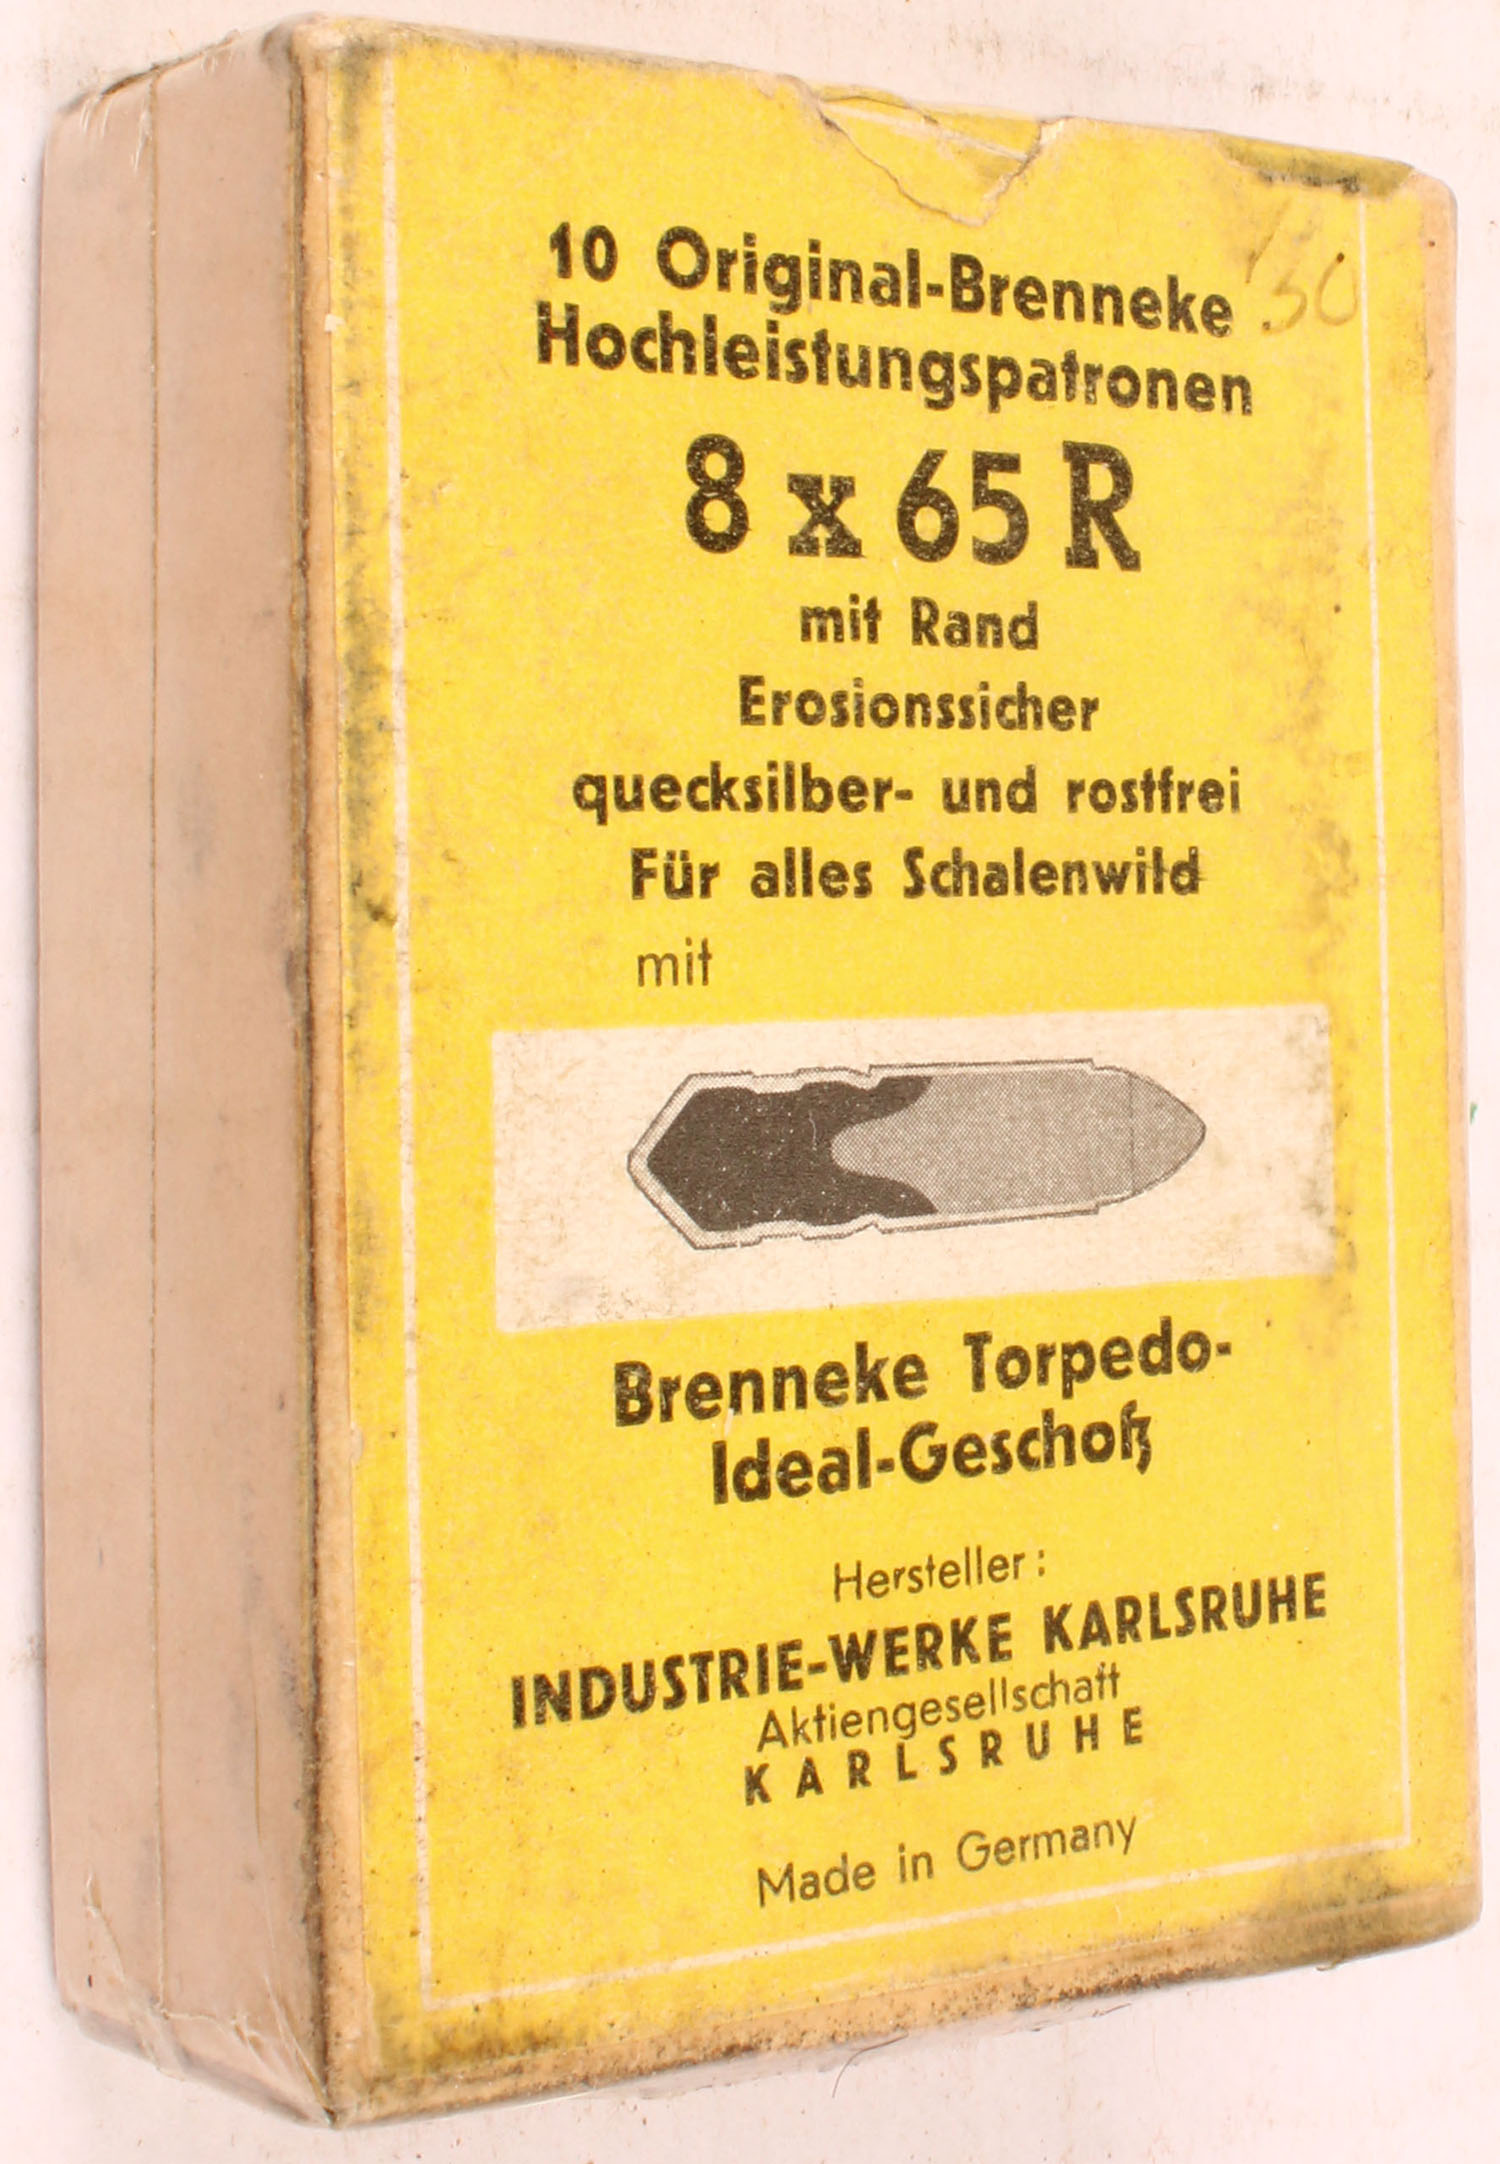 10 Original-Brenneke
Hochleistungspatronen
8 x 65 R
mit Rand
Erosionssicher
quecksilber- und rostfrei
Für alles Schalenwild
mit
Brenneke Torpedo-
Ideal-Geschoß
Hersteller:
INDUSTRIE-WERKE KARLSRUHE
Aktiengesellschaft
KARLSRUHE
Made in Germany